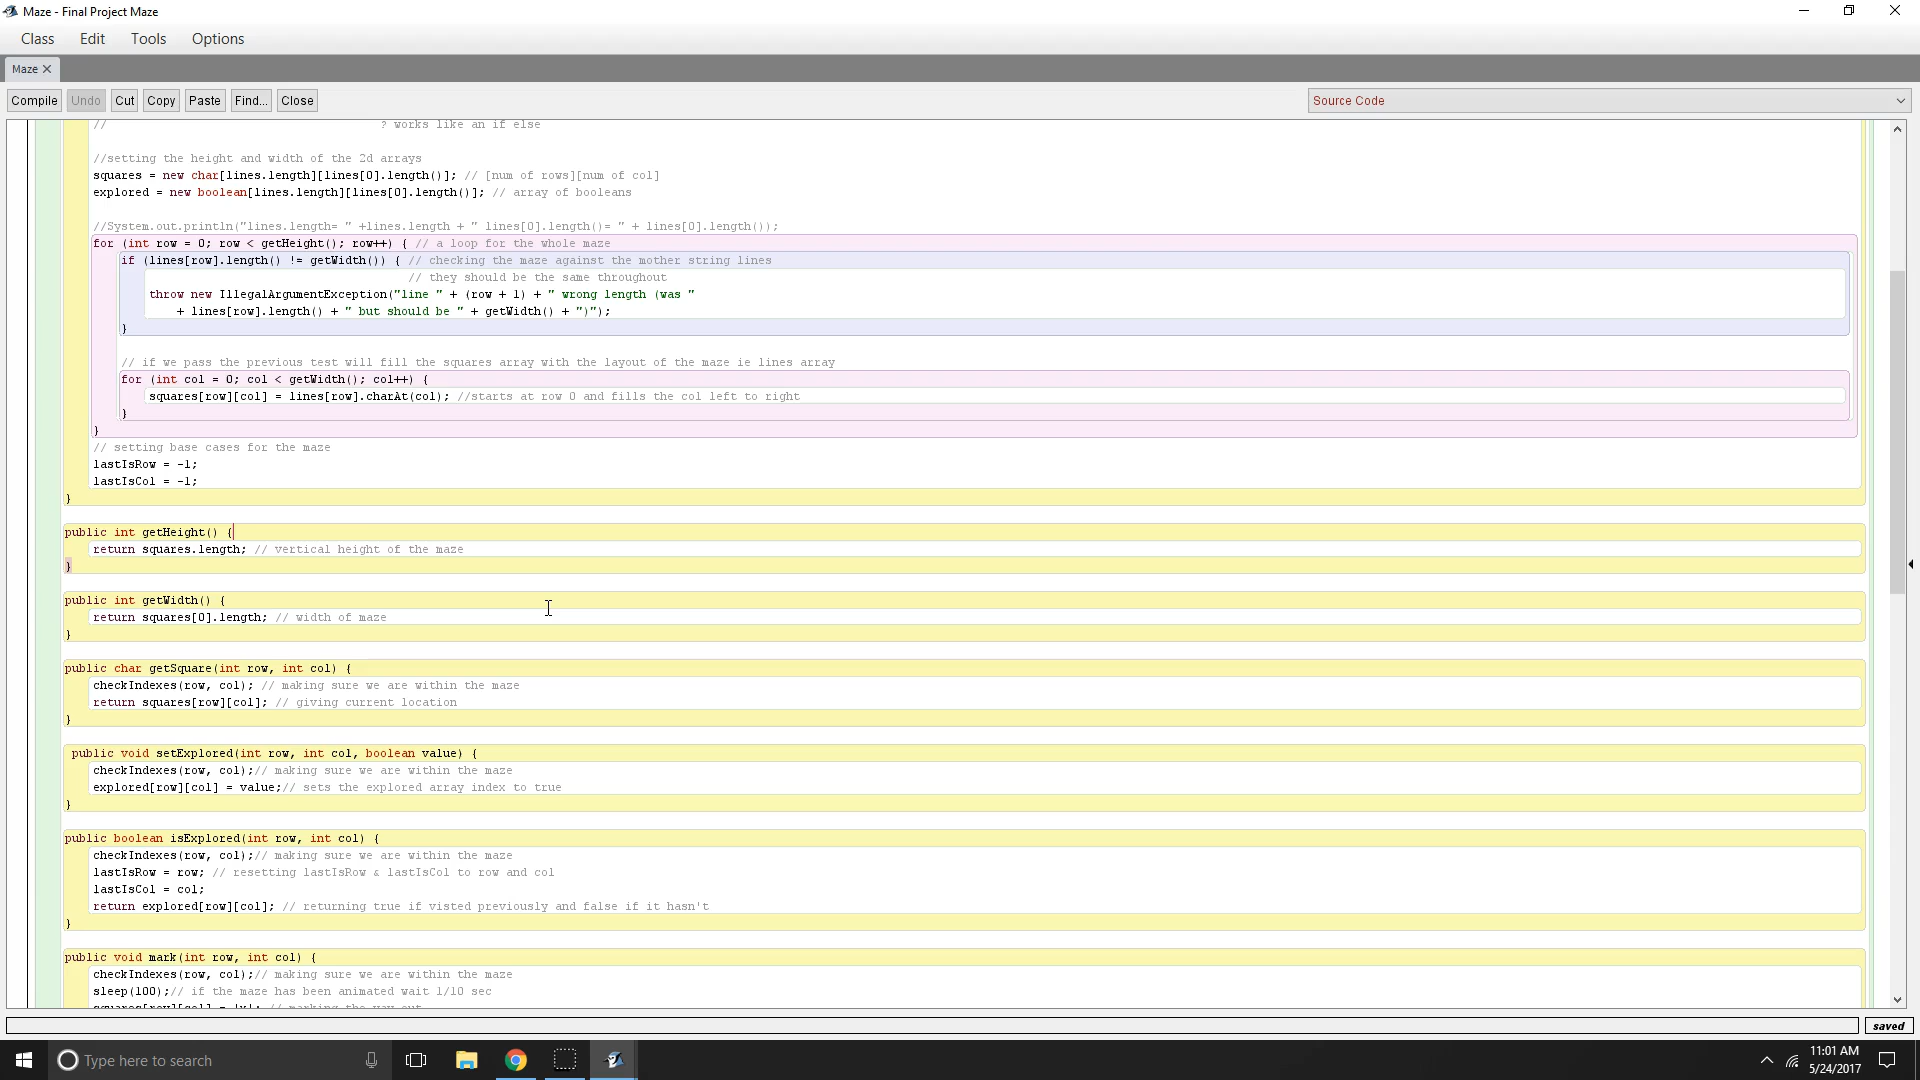 Maze - Final Project Maze
Class Edit Tools Options
Maze
Compile Undo Cut Copy Paste Find... Close Source Code
// ? works like an if else
//setting the height and width of the 2d arrays
squares = new char[lines.length][lines[0].length()]; // [num of rows][num of col]
explored = new boolean[lines.length][lines[0].length()]; // array of booleans
//System.out.println("lines.length= " +lines.length + " lines[0].length()= " + lines[0].length());
for (int row = 0; row < getHeight(); row++) { // a loop for the whole maze
if (lines[row].length() != getWidth()) { // checking the maze against the mother string lines
// they should be the same throughout
throw new IllegalArgumentException("line " + (row + 1) + " wrong length (was "
+ lines[row].length() + " but should be " + getWidth() + ")");
}
// if we pass the previous test will fill the squares array with the layout of the maze ie lines array
for (int col = 0; col < getWidth(); col++) {
squares[row][col] = lines[row].charAt(col); //starts at row 0 and fills the col left to right
}
}
// setting base cases for the maze
lastIsRow = -1;
lastIsCol = -1;
}
public int getHeight() {
return squares.length; // vertical height of the maze
}
public int getWidth() {
return squares[0].length; // width of maze
}
public char getSquare(int row, int col) {
checkIndexes(row, col); // making sure we are within the maze
return squares[row][col]; // giving current location
}
public void setExplored(int row, int col, boolean value) {
checkIndexes(row, col);// making sure we are within the maze
explored[row][col] = value;// sets the explored array index to true
}
public boolean isExplored(int row, int col) {
checkIndexes(row, col);// making sure we are within the maze
lastIsRow = row; // resetting lastIsRow & lastIsCol to row and col
lastIsCol = col;
return explored[row][col]; // returning true if visted previously and false if it hasn't
}
public void mark(int row, int col) {
checkIndexes(row, col);// making sure we are within the maze
sleep(100);// if the maze has been animated wait 1/10 sec
squares[row][col] = 'x'; // marking the way out
saved
Type here to search
11:01 AM
5/24/2017